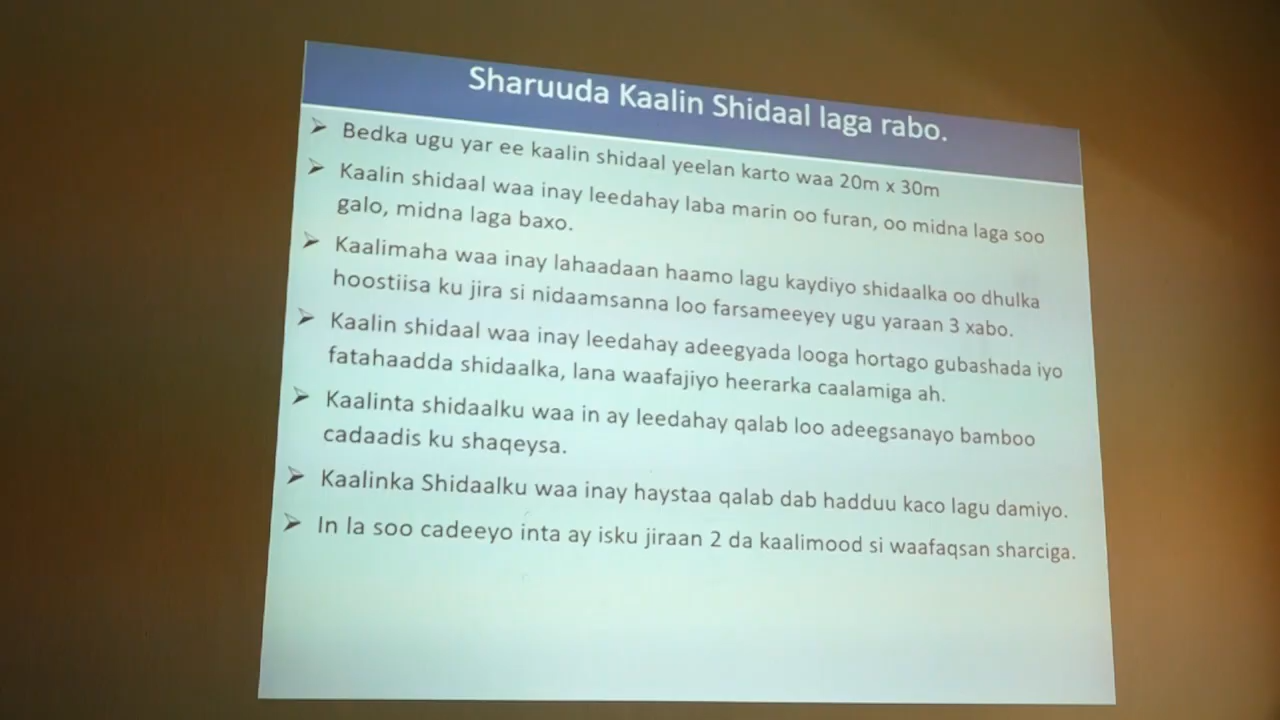 Sharuuda Kaalin Shidaal laga rabo.
Bedka ugu yar ee kaalin shidaal yeelan karto waa 20m x 30m
Kaalin shidaal waa inay leedahay laba marin oo furan, oo midna laga soo
galo, midna laga baxo.
Kaalimaha waa inay lahaadaan haamo lagu kaydiyo shidaalka oo dhulka
hoostiisa ku jira si nidaamsanna loo farsameeyey ugu yaraan 3 xabo.
Kaalin shidaal waa inay leedahay adeegyada looga hortago gubashada iyo
fatahaadda shidaalka, lana waafajiyo heerarka caalamiga ah.
Kaalinta shidaalku waa in ay leedahay qalab loo adeegsanayo bamboo
cadaadis ku shaqeysa.
Kaalinka Shidaalku waa inay haystaa qalab dab hadduu kaco lagu damiyo.
In la soo cadeeyo inta ay isku jiraan 2 da kaalimood si waafaqsan sharciga.